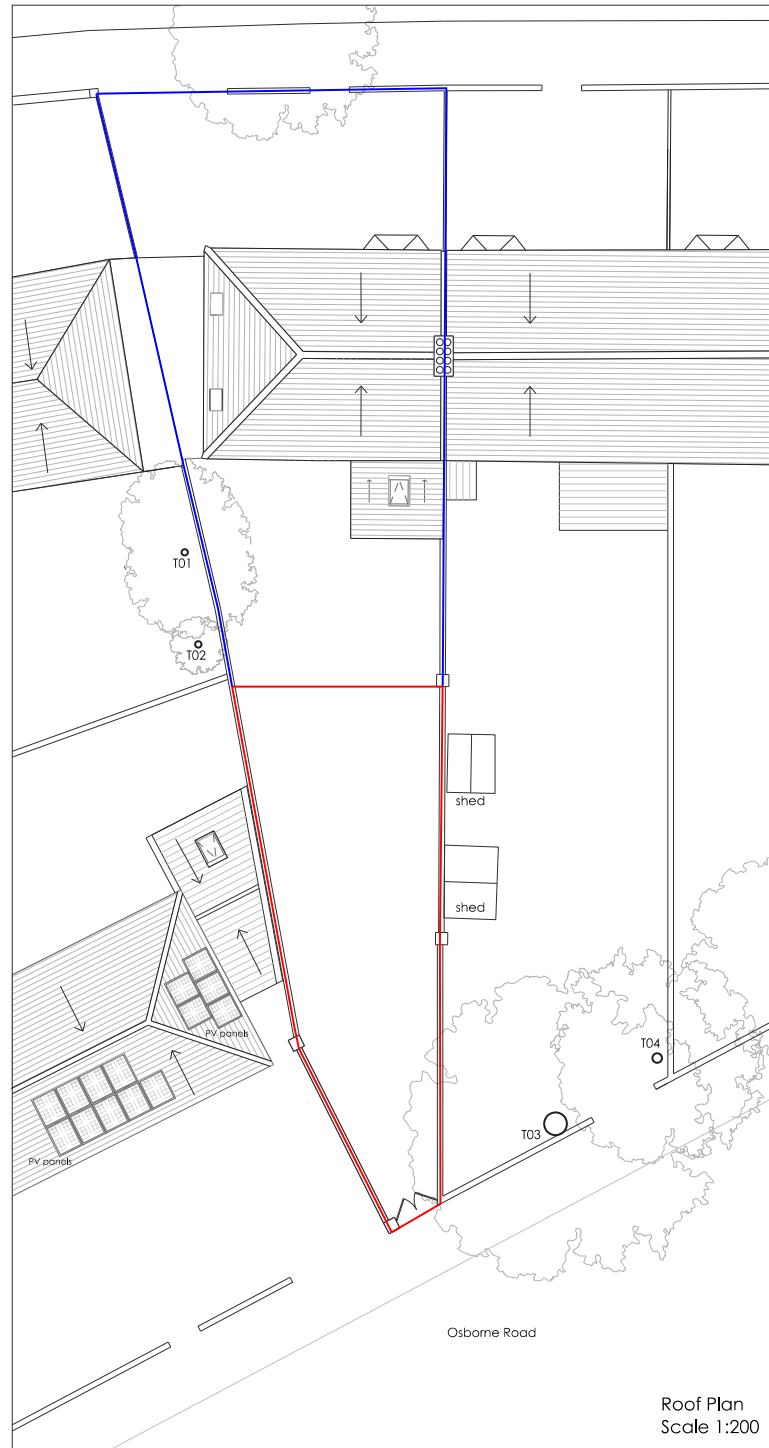 T01
T02
shed
shed
PV panels
T04
T03
PV panels
Osborne Road
Roof Plan
Scale 1:200